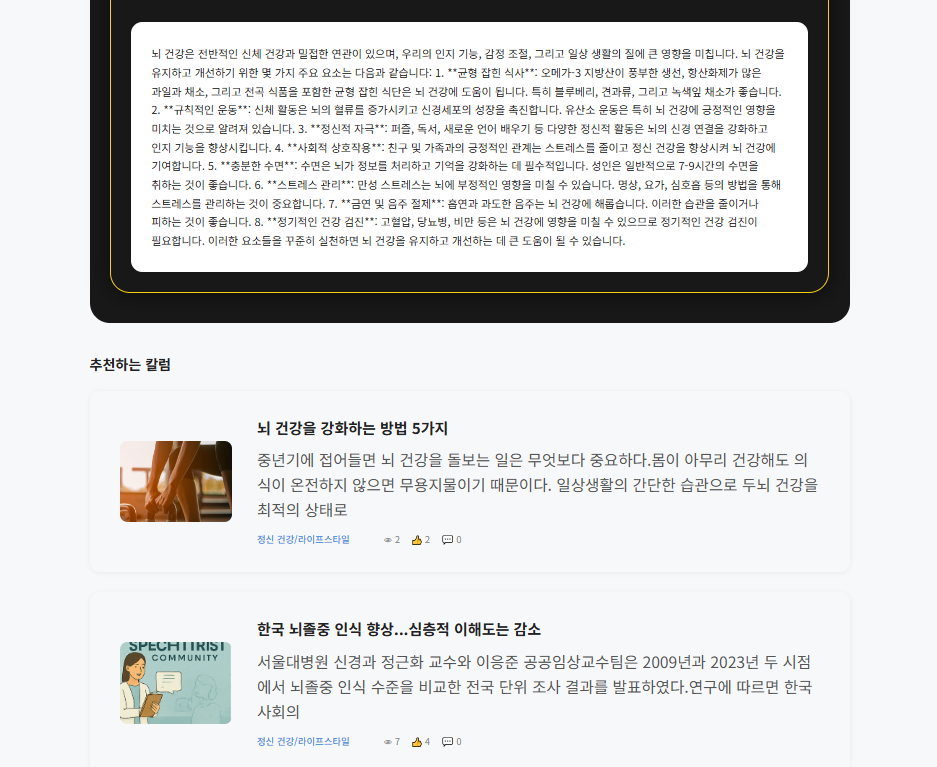 뇌 건강은 전반적인 신체 건강과 밀접한 연관이 있으며, 우리의 인지 기능, 감정 조절, 그리고 일상 생활의 질에 큰 영향을 미칩니다. 뇌 건강을
유지하고 개선하기 위한 몇 가지 주요 요소는 다음과 같습니다: 1. **균형 잡힌 식사**: 오메가-3 지방산이 풍부한 생선, 항산화제가 많은
과일과 채소, 그리고 전곡 식품을 포함한 균형 잡힌 식단은 뇌 건강에 도움이 됩니다. 특히 블루베리, 견과류, 그리고 녹색잎 채소가 좋습니다.
2. **규칙적인 운동**: 신체 활동은 뇌의 혈류를 증가시키고 신경세포의 성장을 촉진합니다. 유산소 운동은 특히 뇌 건강에 긍정적인 영향을
미치는 것으로 알려져 있습니다. 3. **정신적 자극**: 퍼즐, 독서, 새로운 언어 배우기 등 다양한 정신적 활동은 뇌의 신경 연결을 강화하고
인지 기능을 향상시킵니다. 4. **사회적 상호작용**: 친구 및 가족과의 긍정적인 관계는 스트레스를 줄이고 정신 건강을 향상시켜 뇌 건강에
기여합니다. 5. **충분한 수면**: 수면은 뇌가 정보를 처리하고 기억을 강화하는 데 필수적입니다. 성인은 일반적으로 7-9시간의 수면을
취하는 것이 좋습니다. 6. **스트레스 관리**: 만성 스트레스는 뇌에 부정적인 영향을 미칠 수 있습니다. 명상, 요가, 심호흡 등의 방법을 통해
스트레스를 관리하는 것이 중요합니다. 7. **금연 및 음주 절제**: 흡연과 과도한 음주는 뇌 건강에 해롭습니다. 이러한 습관을 줄이거나
피하는 것이 좋습니다. 8. **정기적인 건강 검진**: 고혈압, 당뇨병, 비만 등은 뇌 건강에 영향을 미칠 수 있으므로 정기적인 건강 검진이
필요합니다. 이러한 요소들을 꾸준히 실천하면 뇌 건강을 유지하고 개선하는 데 큰 도움이 될 수 있습니다.
추천하는 칼럼
뇌 건강을 강화하는 방법 5가지
중년기에 접어들면 뇌 건강을 돌보는 일은 무엇보다 중요하다.몸이 아무리 건강해도 의
식이 온전하지 않으면 무용지물이기 때문이다. 일상생활의 간단한 습관으로 두뇌 건강을
최적의 상태로
정신 건강/라이프스타일 2 2 0
한국 뇌졸중 인식 향상...심층적 이해도는 감소
SPECHTTRIST
COMMUNITY
서울대병원 신경과 정근화 교수와 이응준 공공임상교수팀은 2009년과 2023년 두 시점
에서 뇌졸중 인식 수준을 비교한 전국 단위 조사 결과를 발표하였다.연구에 따르면 한국
사회의
정신 건강/라이프스타일 7 4 0